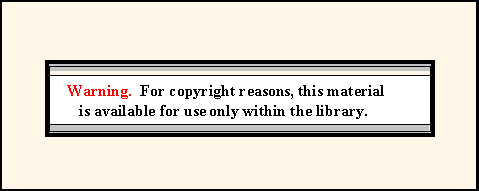 Warning. For copyright reasons, this material
is available for use only within the library.